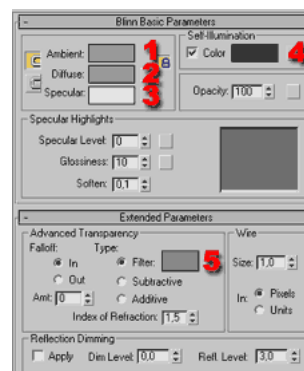 - Blinn Basic Parameters
Self-Illumination
Ambient: 1
Color 4
Diffuse: 2
Specular: 3
Opacity: 100
Specular Highlights
Specular Level: 0
Glossiness: 10
Soften: 0,1
- Extended Parameters
Advanced Transparency
Wire
Falloff: Type:
In Filter: 5
Size: 1,0
Out Subtractive
In: Pixels
Amt: 0 Additive
Units
Index of Refraction: 1,5
Reflection Dimming
Apply Dim Level: 0,0 Refl. Level: 3,0